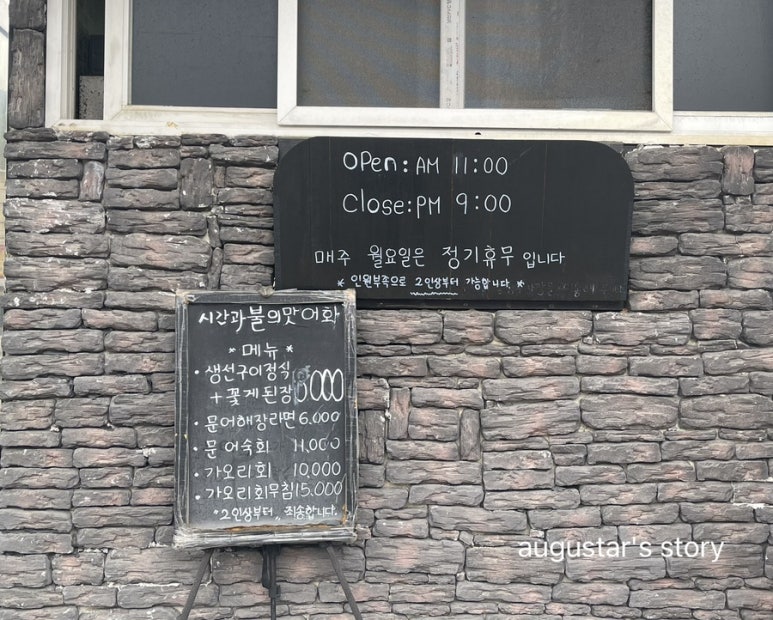 OPen: AM 11:00
Close: PM 9:00
매주 월요일은 정기휴무 입니다
* 인원부족으로 2인상부터 가능합니다. *
시간과 불의맛 어화
* 메뉴 *
• 생선구이정식
+ 꽃게된장
• 문어해장라면 6.000
• 문어숙회 11.000
• 가오리회 10,000
• 가오리회무침 15.000
"2인상부터" 죄송합니다.
augustar's story